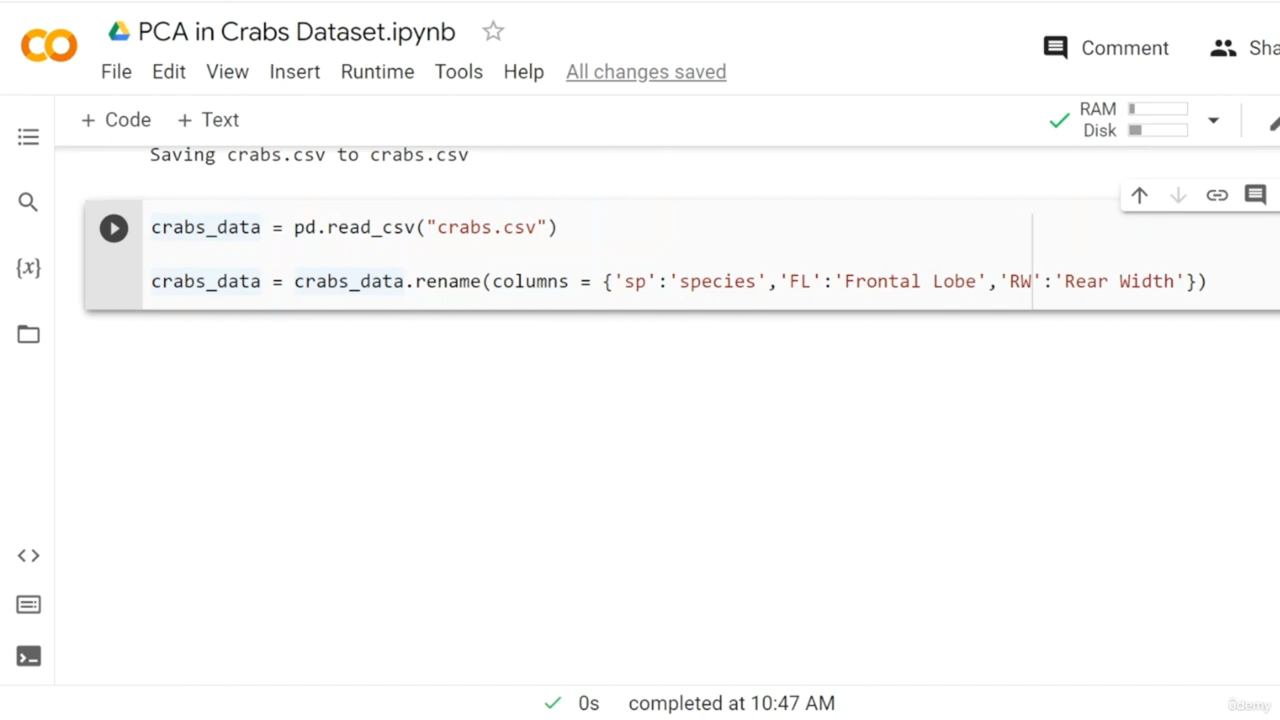 PCA in Crabs Dataset.ipynb
Comment
Sha
File Edit View Insert Runtime Tools Help All changes saved
+ Code + Text
RAM
Disk
Saving crabs.csv to crabs.csv
{x}
crabs_data = pd.read_csv("crabs.csv")
crabs_data = crabs_data.rename(columns = {'sp':'species','FL':'Frontal Lobe','RW':'Rear Width'})
0s completed at 10:47 AM
ûdemy